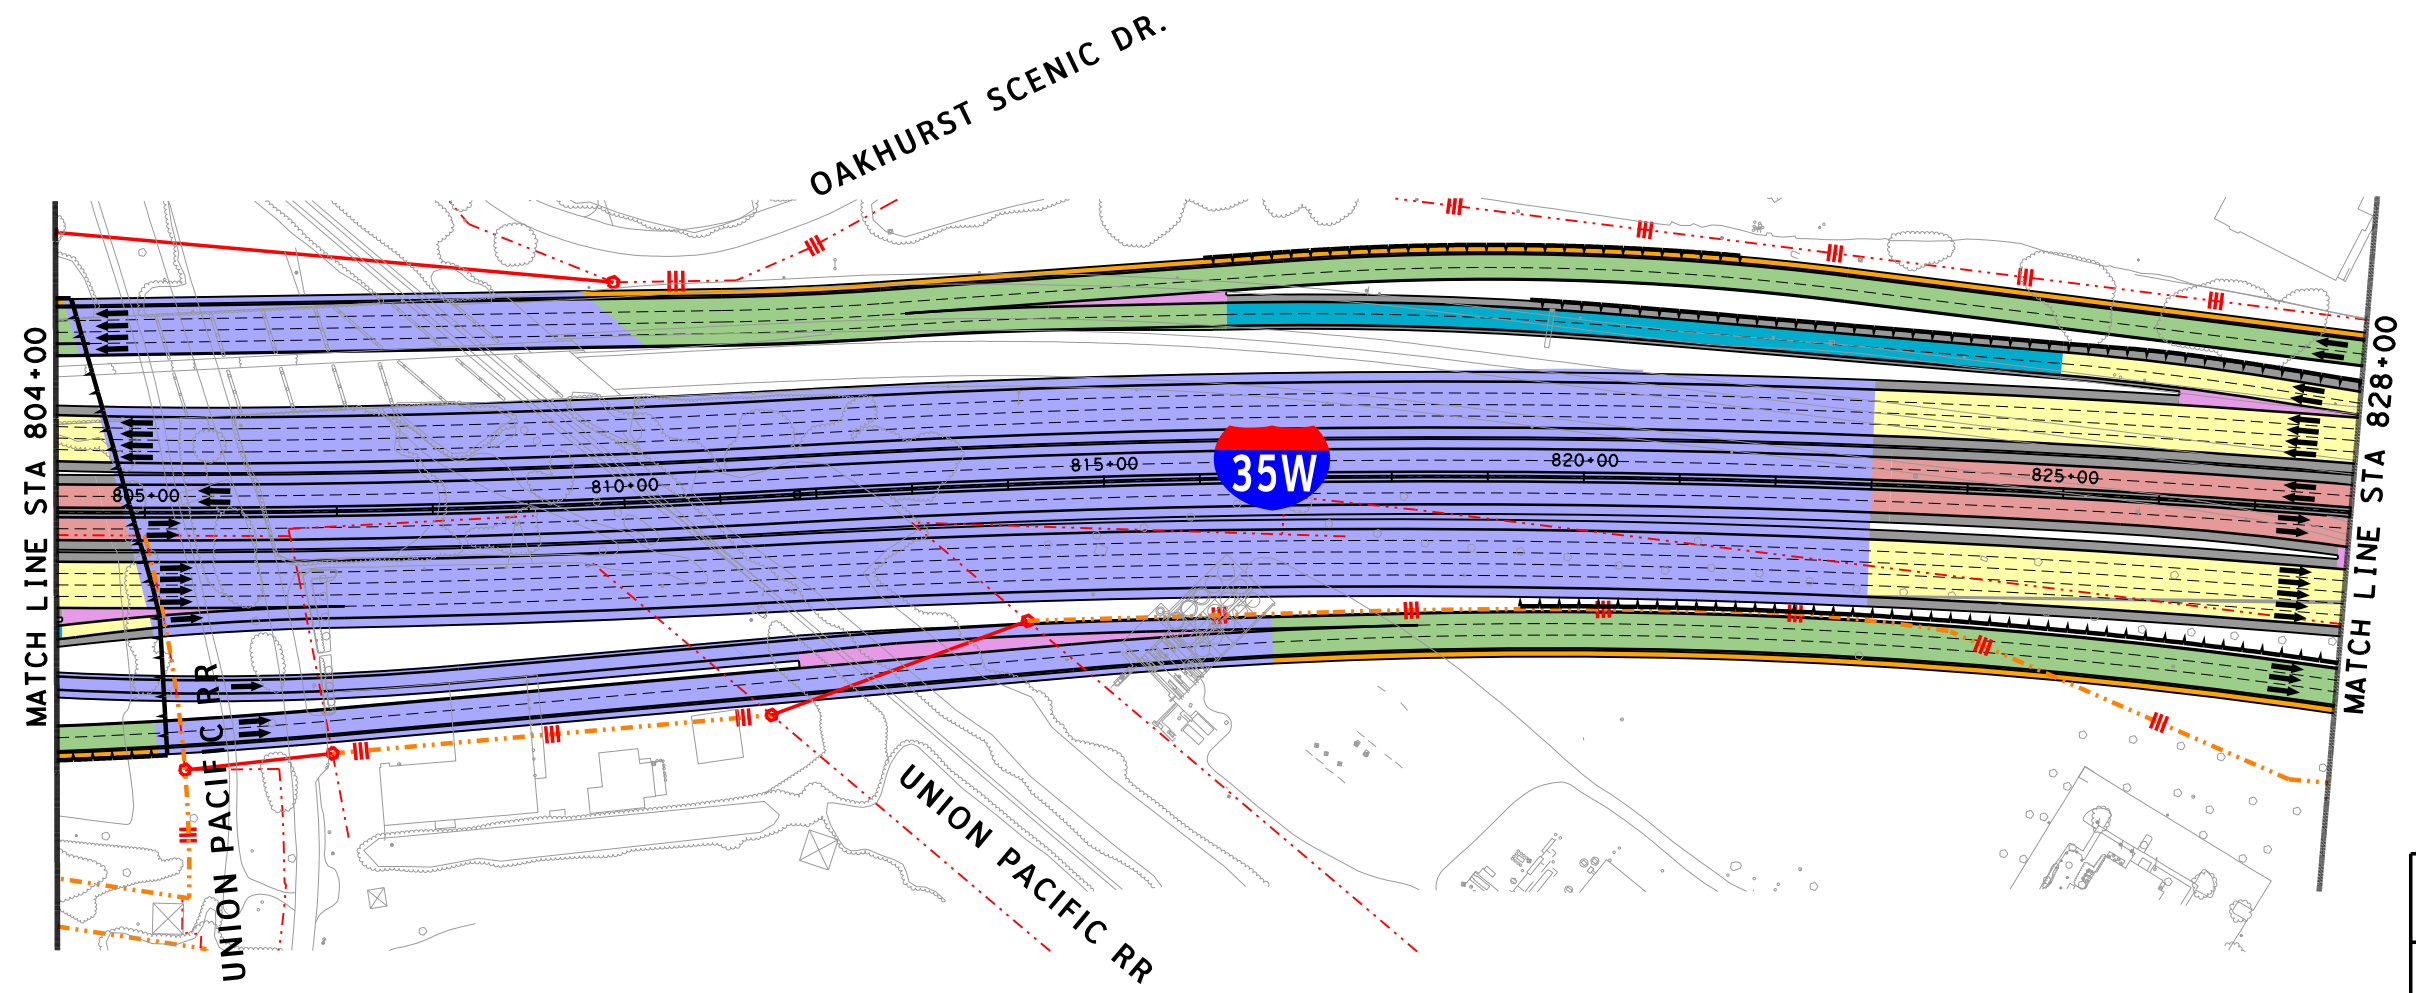 OAKHURST SCENIC DR.
MATCH LINE STA 804+00
805+00
810+00
815+00
820+00
825+00
35W
MATCH LINE STA 828+00
UNION PACIFIC RR
UNION PACIFIC RR